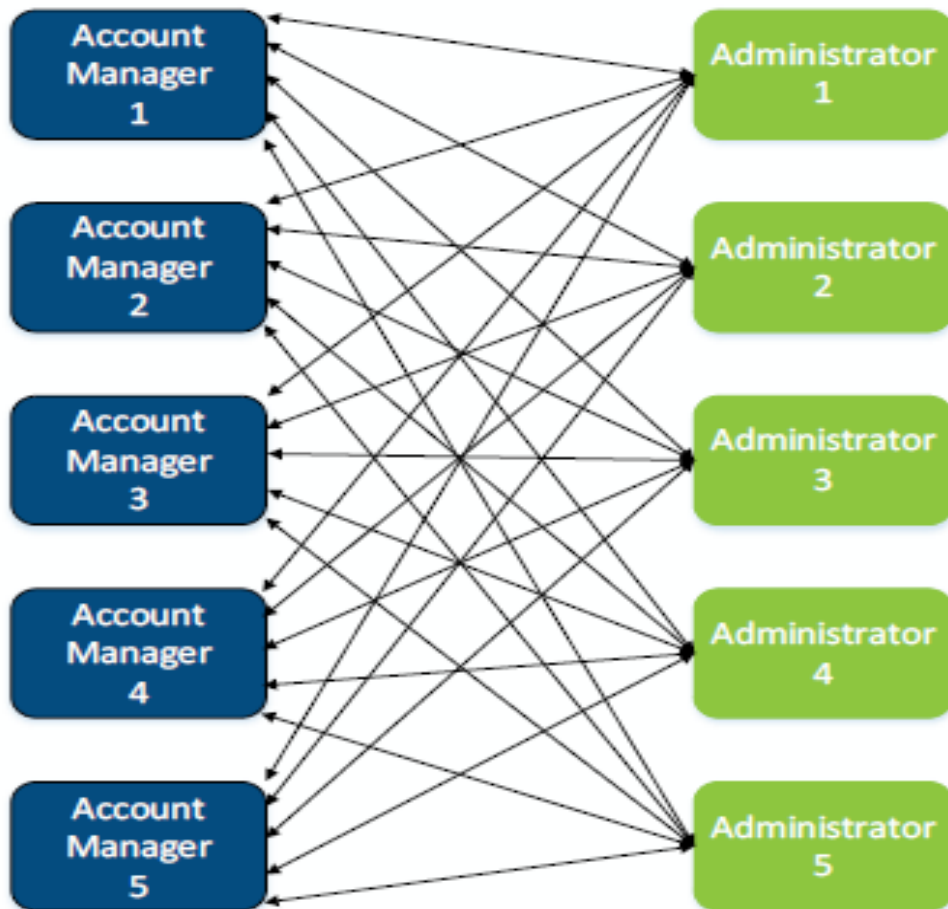 Account
Manager
1
Administrator
1
Account
Manager
2
Administrator
2
Account
Manager
3
Administrator
3
Account
Manager
4
Administrator
4
Account
Manager
5
Administrator
5